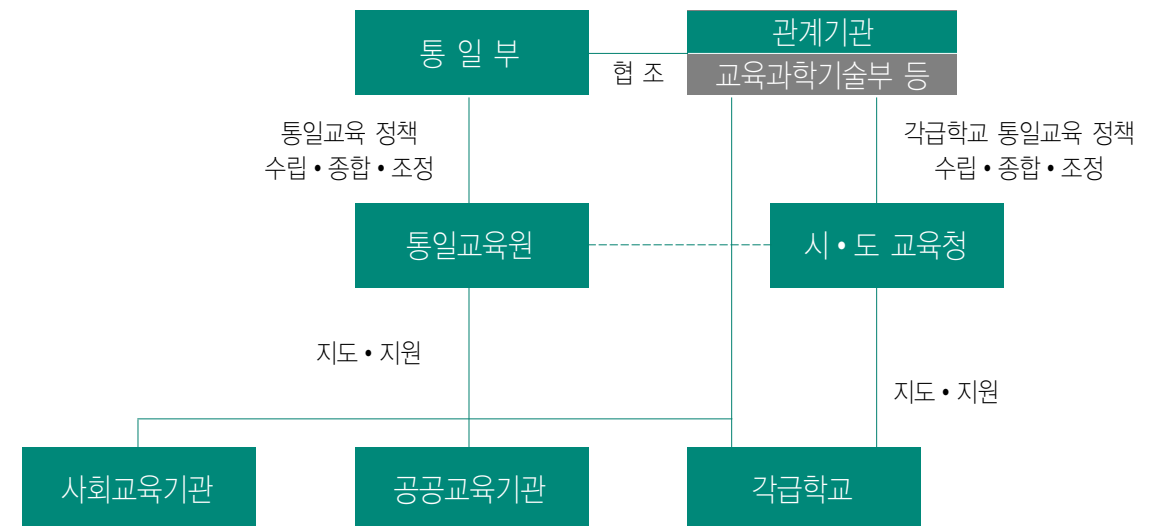 통 일 부
관계기관
협 조
교육과학기술부 등
통일교육 정책
수립 • 종합 • 조정
각급학교 통일교육 정책
수립 • 종합 • 조정
통일교육원
시 • 도 교육청
지도 • 지원
지도 • 지원
사회교육기관
공공교육기관
각급학교